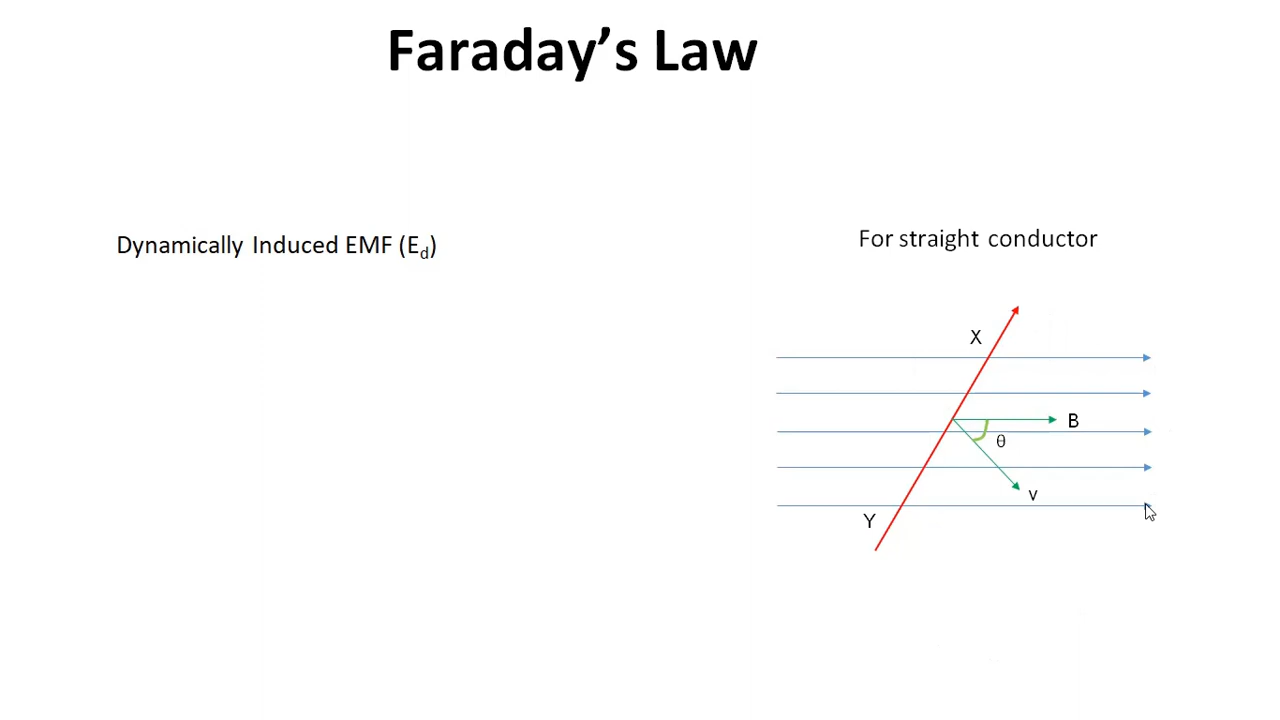 Faraday’s Law
Dynamically Induced EMF (Ed)
For straight conductor
X
B
θ
v
Y